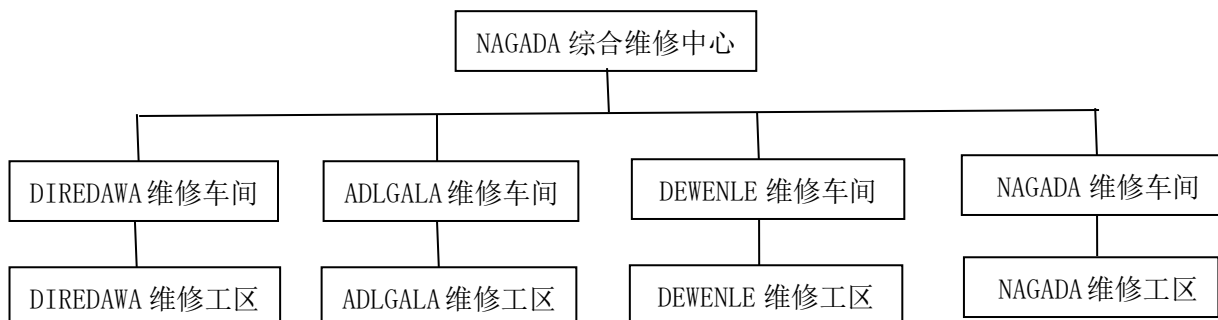 NAGADA 综合维修中心
DIREDAWA 维修车间
ADLGALA 维修车间
DEWENLE 维修车间
NAGADA 维修车间
DIREDAWA 维修工区
ADLGALA 维修工区
DEWENLE 维修工区
NAGADA 维修工区